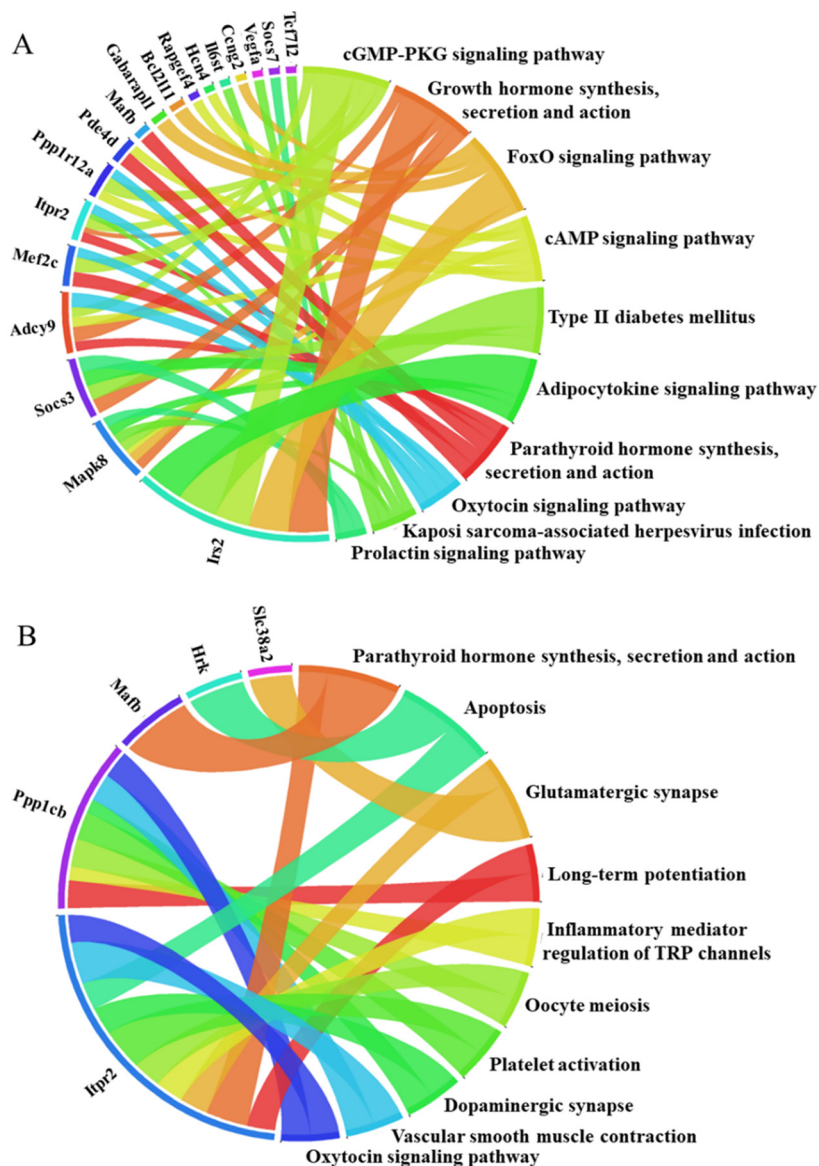 A
Tcf7l2
Socs7
Vegfa
Ccng2
Il6st
Hcn4
Rapgef4
Bcl2l11
Gabarapl1
Mafb
Pde4d
Ppp1r12a
Itpr2
Mef2c
Adcy9
Socs3
Mapk8
Irs2
cGMP-PKG signaling pathway
Growth hormone synthesis,
secretion and action
FoxO signaling pathway
cAMP signaling pathway
Type II diabetes mellitus
Adipocytokine signaling pathway
Parathyroid hormone synthesis,
secretion and action
Oxytocin signaling pathway
Kaposi sarcoma-associated herpesvirus infection
Prolactin signaling pathway
B
Slc38a2
Hrk
Mafb
Ppp1cb
Itpr2
Parathyroid hormone synthesis, secretion and action
Apoptosis
Glutamatergic synapse
Long-term potentiation
Inflammatory mediator
regulation of TRP channels
Oocyte meiosis
Platelet activation
Dopaminergic synapse
Vascular smooth muscle contraction
Oxytocin signaling pathway